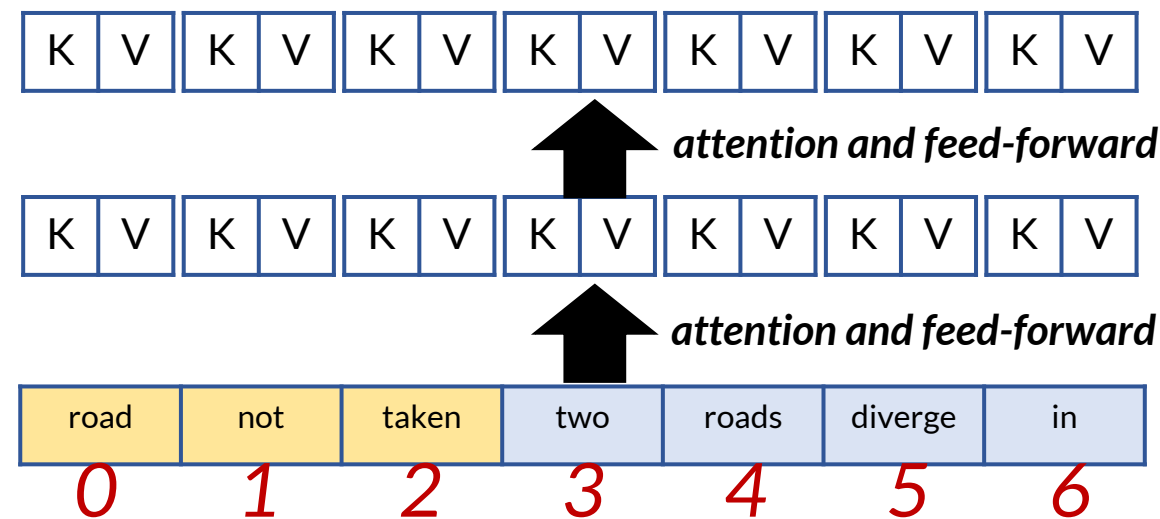 K V K V K V K V K V K V K V
attention and feed-forward
K V K V K V K V K V K V K V
attention and feed-forward
road not taken two roads diverge in
0 1 2 3 4 5 6